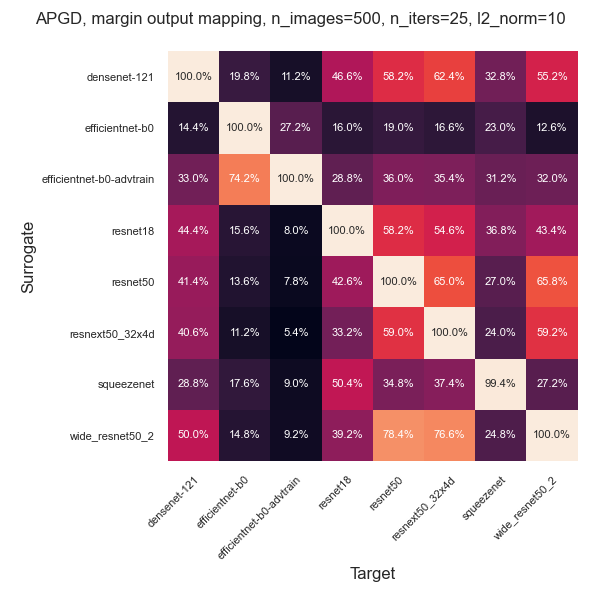 APGD, margin output mapping, n_images=500, n_iters=25, l2_norm=10
Surrogate
densenet-121 100.0% 19.8% 11.2% 46.6% 58.2% 62.4% 32.8% 55.2%
efficientnet-b0 14.4% 100.0% 27.2% 16.0% 19.0% 16.6% 23.0% 12.6%
efficientnet-b0-advtrain 33.0% 74.2% 100.0% 28.8% 36.0% 35.4% 31.2% 32.0%
resnet18 44.4% 15.6% 8.0% 100.0% 58.2% 54.6% 36.8% 43.4%
resnet50 41.4% 13.6% 7.8% 42.6% 100.0% 65.0% 27.0% 65.8%
resnext50_32x4d 40.6% 11.2% 5.4% 33.2% 59.0% 100.0% 24.0% 59.2%
squeezenet 28.8% 17.6% 9.0% 50.4% 34.8% 37.4% 99.4% 27.2%
wide_resnet50_2 50.0% 14.8% 9.2% 39.2% 78.4% 76.6% 24.8% 100.0%
densenet-121 efficientnet-b0 efficientnet-b0-advtrain resnet18 resnet50 resnext50_32x4d squeezenet wide_resnet50_2
Target